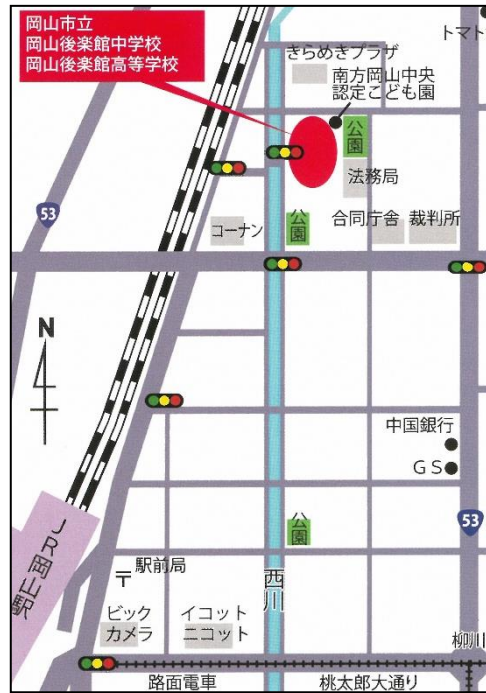 岡山市立
岡山後楽館中学校
岡山後楽館高等学校
トマト
きらめきプラザ
南方岡山中央
認定こども園
公園
法務局
53
コーナン
公園
合同庁舎
裁判所
N
中国銀行
GS
53
公園
JR岡山駅
〒
駅前局
西川
ビック
カメラ
イコット
ニコット
柳川
路面電車
桃太郎大通り